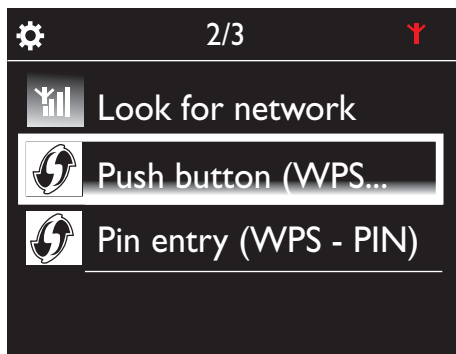 2/3
Look for network
Push button (WPS...
Pin entry (WPS - PIN)